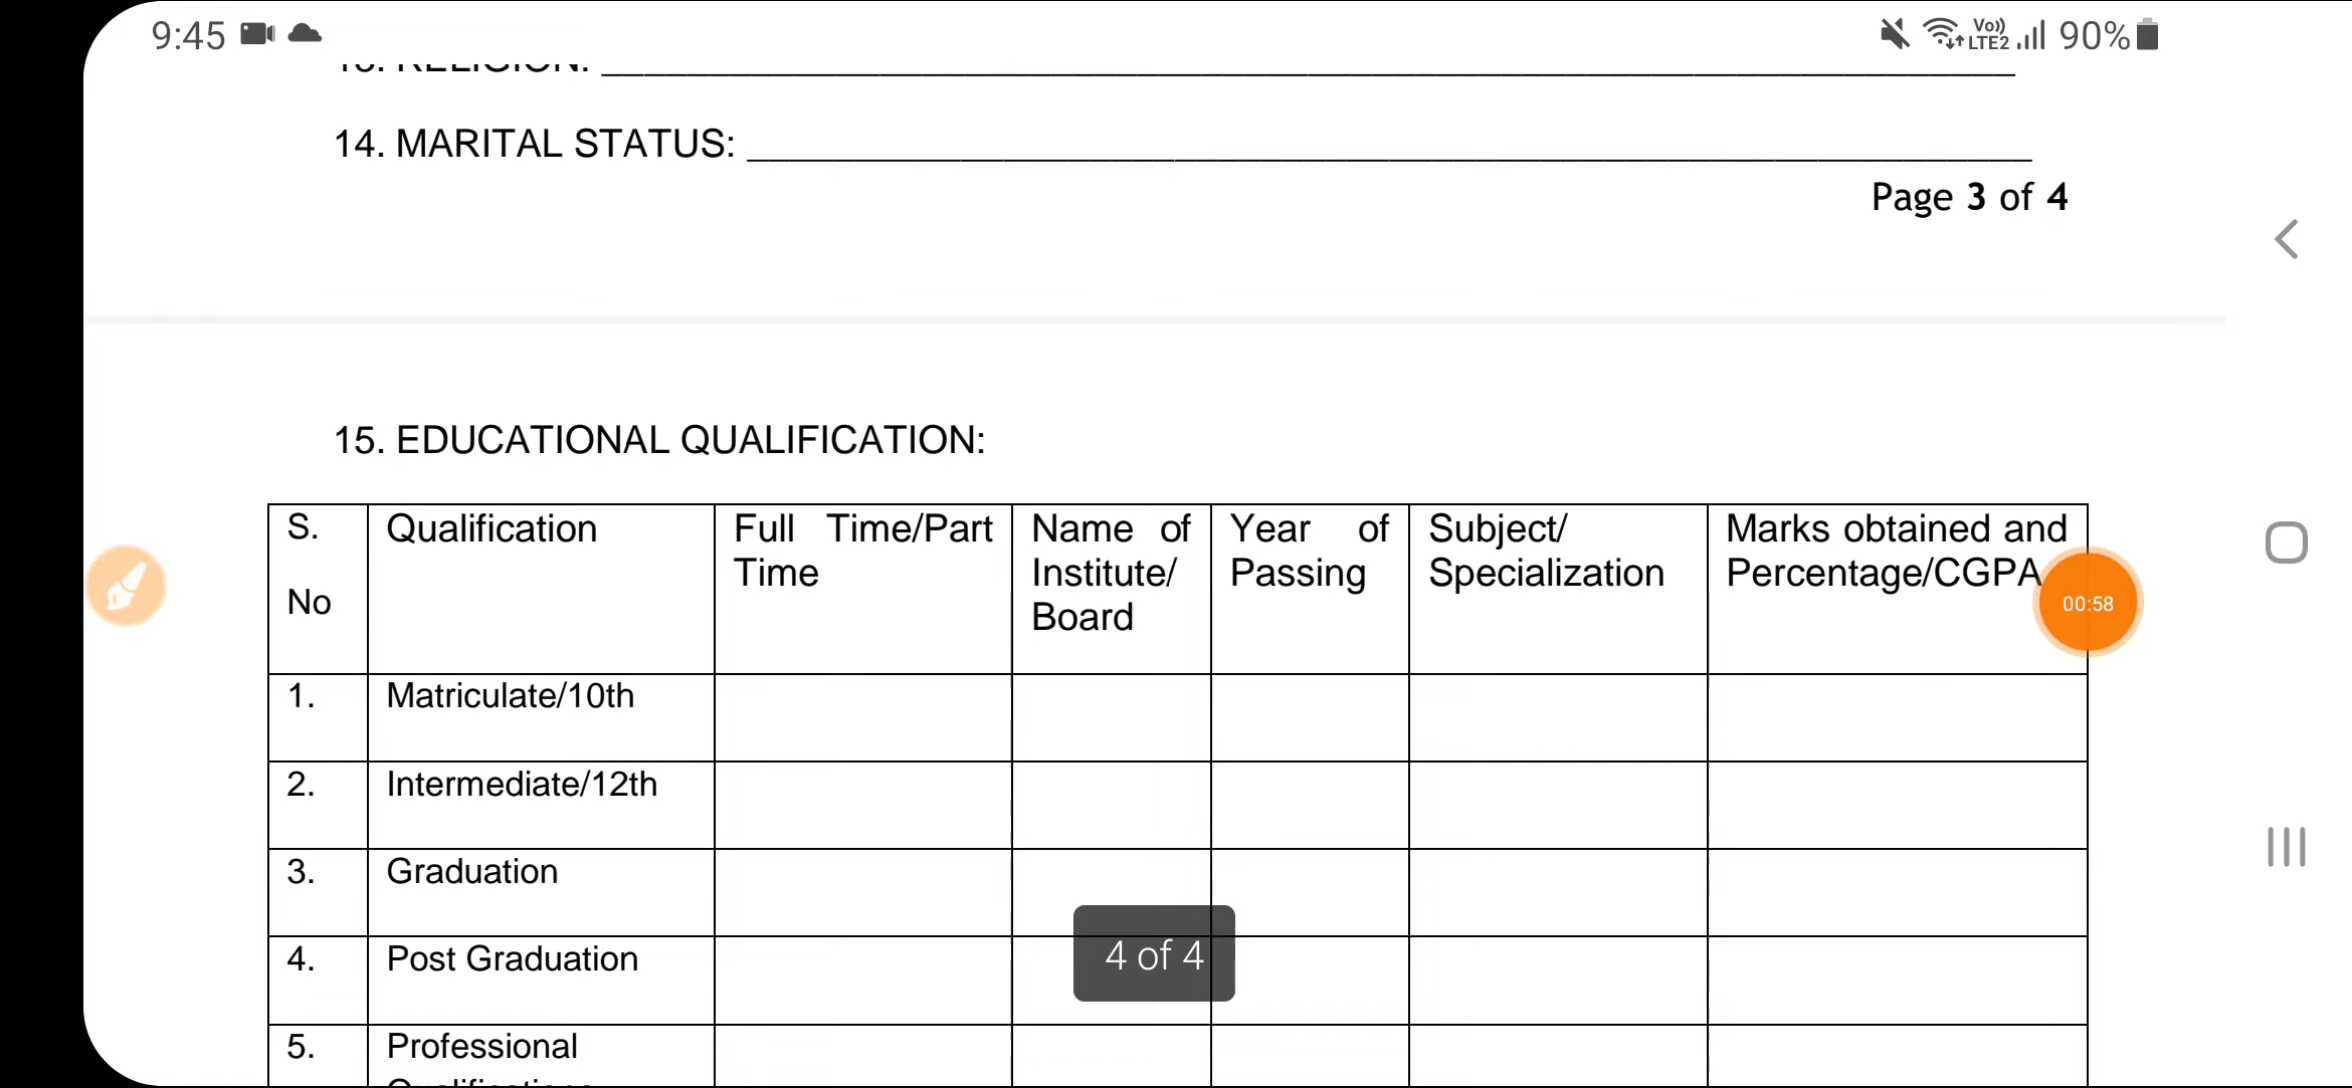 9:45 Vo)) LTE2 90%
14. MARITAL STATUS:
Page 3 of 4
15. EDUCATIONAL QUALIFICATION:
S. No Qualification Full Time/Part Time Name of Institute/ Board Year of Passing Subject/ Specialization Marks obtained and Percentage/CGPA
00:58
1. Matriculate/10th
2. Intermediate/12th
3. Graduation
4. Post Graduation
4 of 4
5. Professional